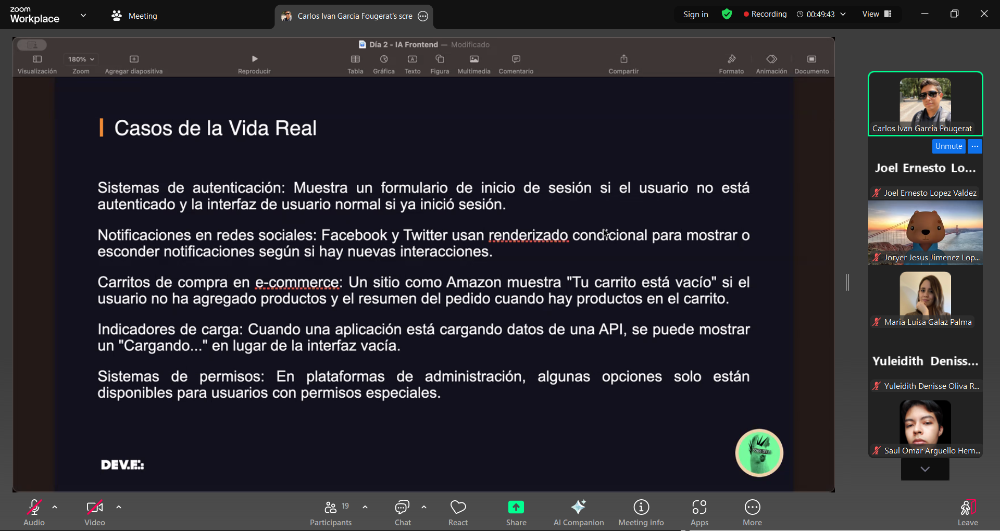 zoom
Workplace
Meeting
Carlos Ivan Garcia Fougerat's scre
Sign in
Recording
00:49:43
View
Día 2 - IA Frontend — Modificado
180%
Visualización
Zoom
Agregar diapositiva
Reproducir
Tabla
Gráfica
Texto
Figura
Multimedia
Comentario
Compartir
Formato
Animación
Documento
Casos de la Vida Real
Sistemas de autenticación: Muestra un formulario de inicio de sesión si el usuario no está
autenticado y la interfaz de usuario normal si ya inició sesión.
Notificaciones en redes sociales: Facebook y Twitter usan renderizado condicional para mostrar o
esconder notificaciones según si hay nuevas interacciones.
Carritos de compra en e-commerce: Un sitio como Amazon muestra "Tu carrito está vacío" si el
usuario no ha agregado productos y el resumen del pedido cuando hay productos en el carrito.
Indicadores de carga: Cuando una aplicación está cargando datos de una API, se puede mostrar
un "Cargando..." en lugar de la interfaz vacía.
Sistemas de permisos: En plataformas de administración, algunas opciones solo están
disponibles para usuarios con permisos especiales.
DEV.F.:
Carlos Ivan Garcia Fougerat
Unmute
Joel Ernesto Lo...
Joel Ernesto Lopez Valdez
Joryer Jesus Jimenez Lop...
Maria Luisa Galaz Palma
Yuleidith Deniss...
Yuleidith Denisse Oliva R...
Saul Omar Arguello Hern...
Audio
Video
19
Participants
Chat
React
Share
AI Companion
Meeting info
Apps
More
Leave